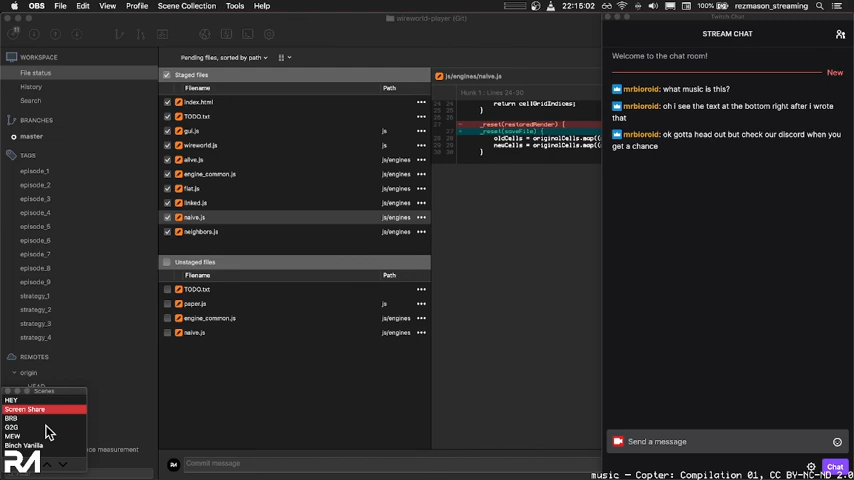 OBS File Edit View Profile Scene Collection Tools Help
100% 22:15:02 rezmason_streaming
wireworld-player (Git)
Twitch Chat
WORKSPACE
File status
History
Search
BRANCHES
master
TAGS
episode_1
episode_2
episode_3
episode_4
episode_5
episode_6
episode_7
episode_8
episode_9
strategy_1
strategy_2
strategy_3
strategy_4
REMOTES
origin
HEAD
Pending files, sorted by path
Staged files
Filename Path
index.html
TODO.txt
gui.js js
wireworld.js js
alive.js js/engines
engine_common.js js/engines
flat.js js/engines
linked.js js/engines
naive.js js/engines
neighbors.js js/engines
Unstaged files
Filename Path
TODO.txt
paper.js js
engine_common.js js/engines
naive.js js/engines
js/engines/naive.js
Hunk 1 : Lines 24-30
24 24 return cellGridIndices;
25 25 }
_reset(restoredRender) {
_reset(saveFile) {
oldCells = originalCells.map((
newCells = originalCells.map((
}
STREAM CHAT
Welcome to the chat room!
New
mrbioroid: what music is this?
mrbioroid: oh i see the text at the bottom right after i wrote
that
mrbioroid: ok gotta head out but check our discord when you
get a chance
Scenes
HEY
Screen Share
BRB
G2G
MEW
Binch Vanilla
RM
ance measurement
Commit message
Send a message
Chat
music — Copter: Compilation 01, CC BY-NC-ND 2.0